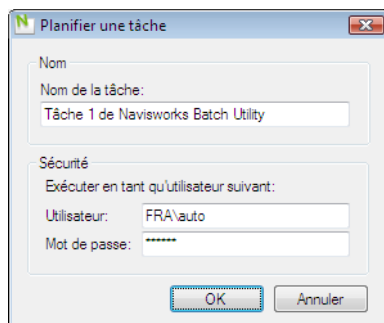 Planifier une tâche
Nom
Nom de la tâche:
Tâche 1 de Navisworks Batch Utility
Sécurité
Exécuter en tant qu'utilisateur suivant:
Utilisateur: FRA\auto
Mot de passe: ******
OK Annuler